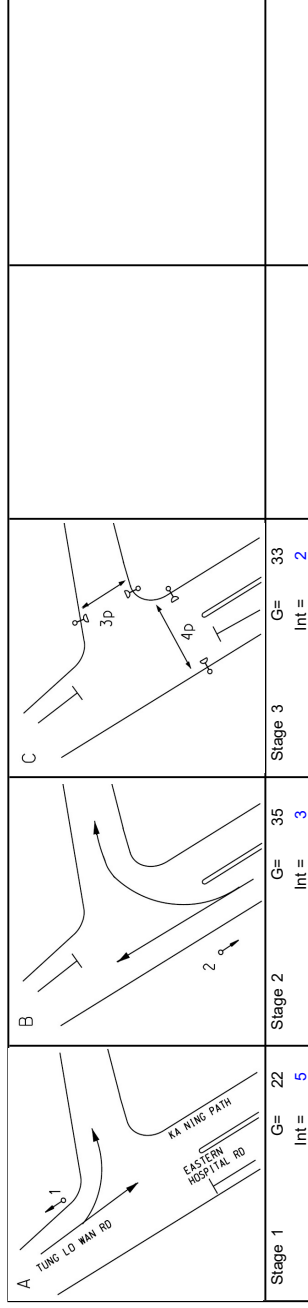 A
1
TUNG LO WAN RD
KA NING PATH
EASTERN
HOSPITAL RD
Stage 1 G= 22
Int = 5
B
2
Stage 2 G= 35
Int = 3
C
3p
4p
Stage 3 G= 33
Int = 2